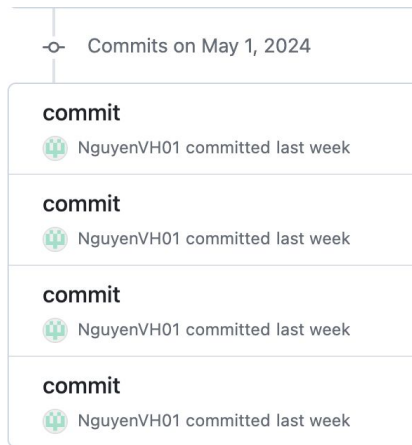 Commits on May 1, 2024
commit
NguyenVH01 committed last week
commit
NguyenVH01 committed last week
commit
NguyenVH01 committed last week
commit
NguyenVH01 committed last week